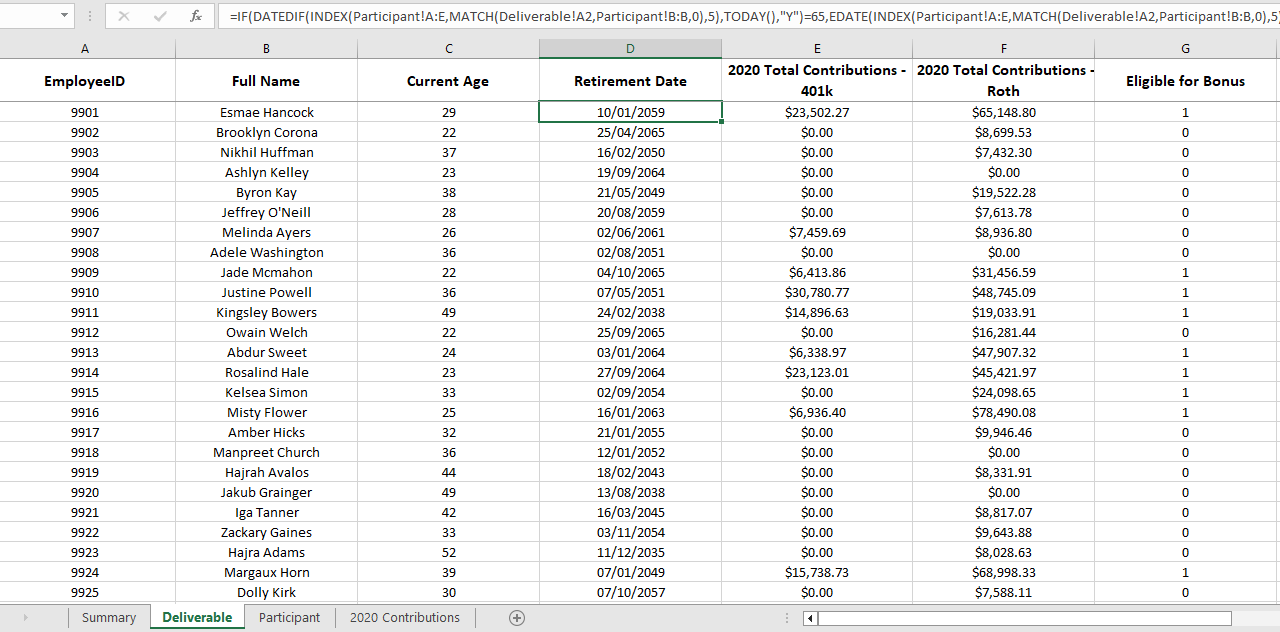 fx =IF(DATEDIF(INDEX(Participant!A:E,MATCH(Deliverable!A2,Participant!B:B,0),5),TODAY(),"Y")=65,EDATE(INDEX(Participant!A:E,MATCH(Deliverable!A2,Participant!B:B,0),5)
A B C D E F G
EmployeeID Full Name Current Age Retirement Date 2020 Total Contributions - 401k 2020 Total Contributions - Roth Eligible for Bonus
9901 Esmae Hancock 29 10/01/2059 $23,502.27 $65,148.80 1
9902 Brooklyn Corona 22 25/04/2065 $0.00 $8,699.53 0
9903 Nikhil Huffman 37 16/02/2050 $0.00 $7,432.30 0
9904 Ashlyn Kelley 23 19/09/2064 $0.00 $0.00 0
9905 Byron Kay 38 21/05/2049 $0.00 $19,522.28 0
9906 Jeffrey O'Neill 28 20/08/2059 $0.00 $7,613.78 0
9907 Melinda Ayers 26 02/06/2061 $7,459.69 $8,936.80 0
9908 Adele Washington 36 02/08/2051 $0.00 $0.00 0
9909 Jade Mcmahon 22 04/10/2065 $6,413.86 $31,456.59 1
9910 Justine Powell 36 07/05/2051 $30,780.77 $48,745.09 1
9911 Kingsley Bowers 49 24/02/2038 $14,896.63 $19,033.91 1
9912 Owain Welch 22 25/09/2065 $0.00 $16,281.44 0
9913 Abdur Sweet 24 03/01/2064 $6,338.97 $47,907.32 1
9914 Rosalind Hale 23 27/09/2064 $23,123.01 $45,421.97 1
9915 Kelsea Simon 33 02/09/2054 $0.00 $24,098.65 1
9916 Misty Flower 25 16/01/2063 $6,936.40 $78,490.08 1
9917 Amber Hicks 32 21/01/2055 $0.00 $9,946.46 0
9918 Manpreet Church 36 12/01/2052 $0.00 $0.00 0
9919 Hajrah Avalos 44 18/02/2043 $0.00 $8,331.91 0
9920 Jakub Grainger 49 13/08/2038 $0.00 $0.00 0
9921 Iga Tanner 42 16/03/2045 $0.00 $8,817.07 0
9922 Zackary Gaines 33 03/11/2054 $0.00 $9,643.88 0
9923 Hajra Adams 52 11/12/2035 $0.00 $8,028.63 0
9924 Margaux Horn 39 07/01/2049 $15,738.73 $68,998.33 1
9925 Dolly Kirk 30 07/10/2057 $0.00 $7,588.11 0
Summary Deliverable Participant 2020 Contributions